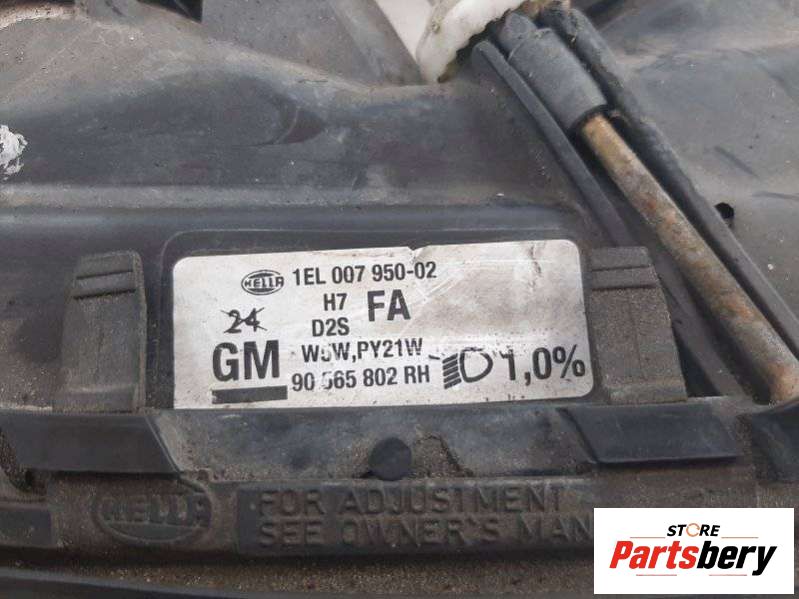 HELLA 1EL 007 950-02
H7 FA
24
D2S
GM W5W,PY21W
90 565 802 RH 1,0%
HELLA FOR ADJUSTMENT
SEE OWNER'S MAN
STORE
Partsbery